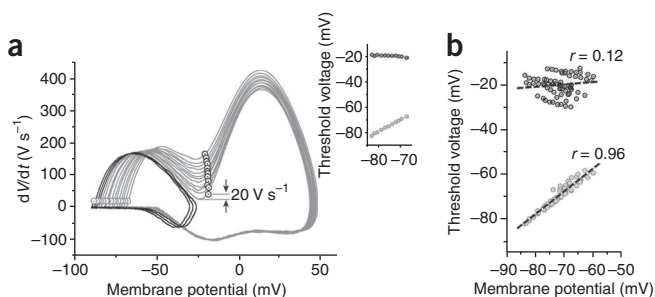 a
dV/dt (V s⁻¹)
400
300
200
100
0
−100
−100
−50
0
50
Membrane potential (mV)
20 V s⁻¹
Threshold voltage (mV)
−20
−40
−60
−80
−80
−70
b
Threshold voltage (mV)
0
−20
−40
−60
−80
r = 0.12
r = 0.96
−90
−80
−70
−60
−50
Membrane potential (mV)